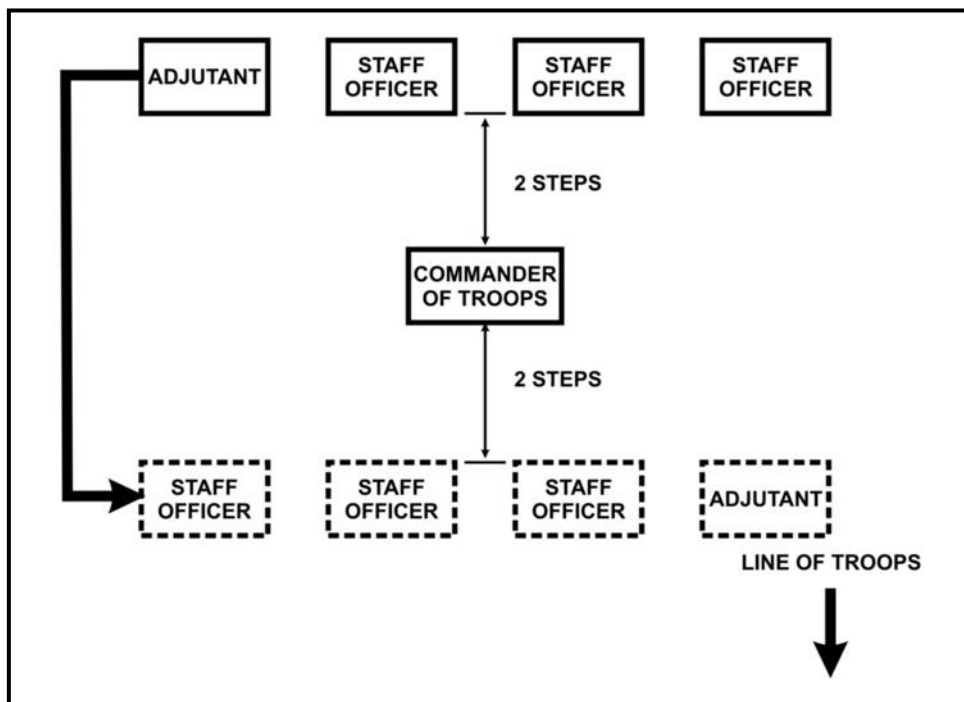 ADJUTANT
STAFF
OFFICER
STAFF
OFFICER
STAFF
OFFICER
2 STEPS
COMMANDER
OF TROOPS
2 STEPS
STAFF
OFFICER
STAFF
OFFICER
STAFF
OFFICER
ADJUTANT
LINE OF TROOPS